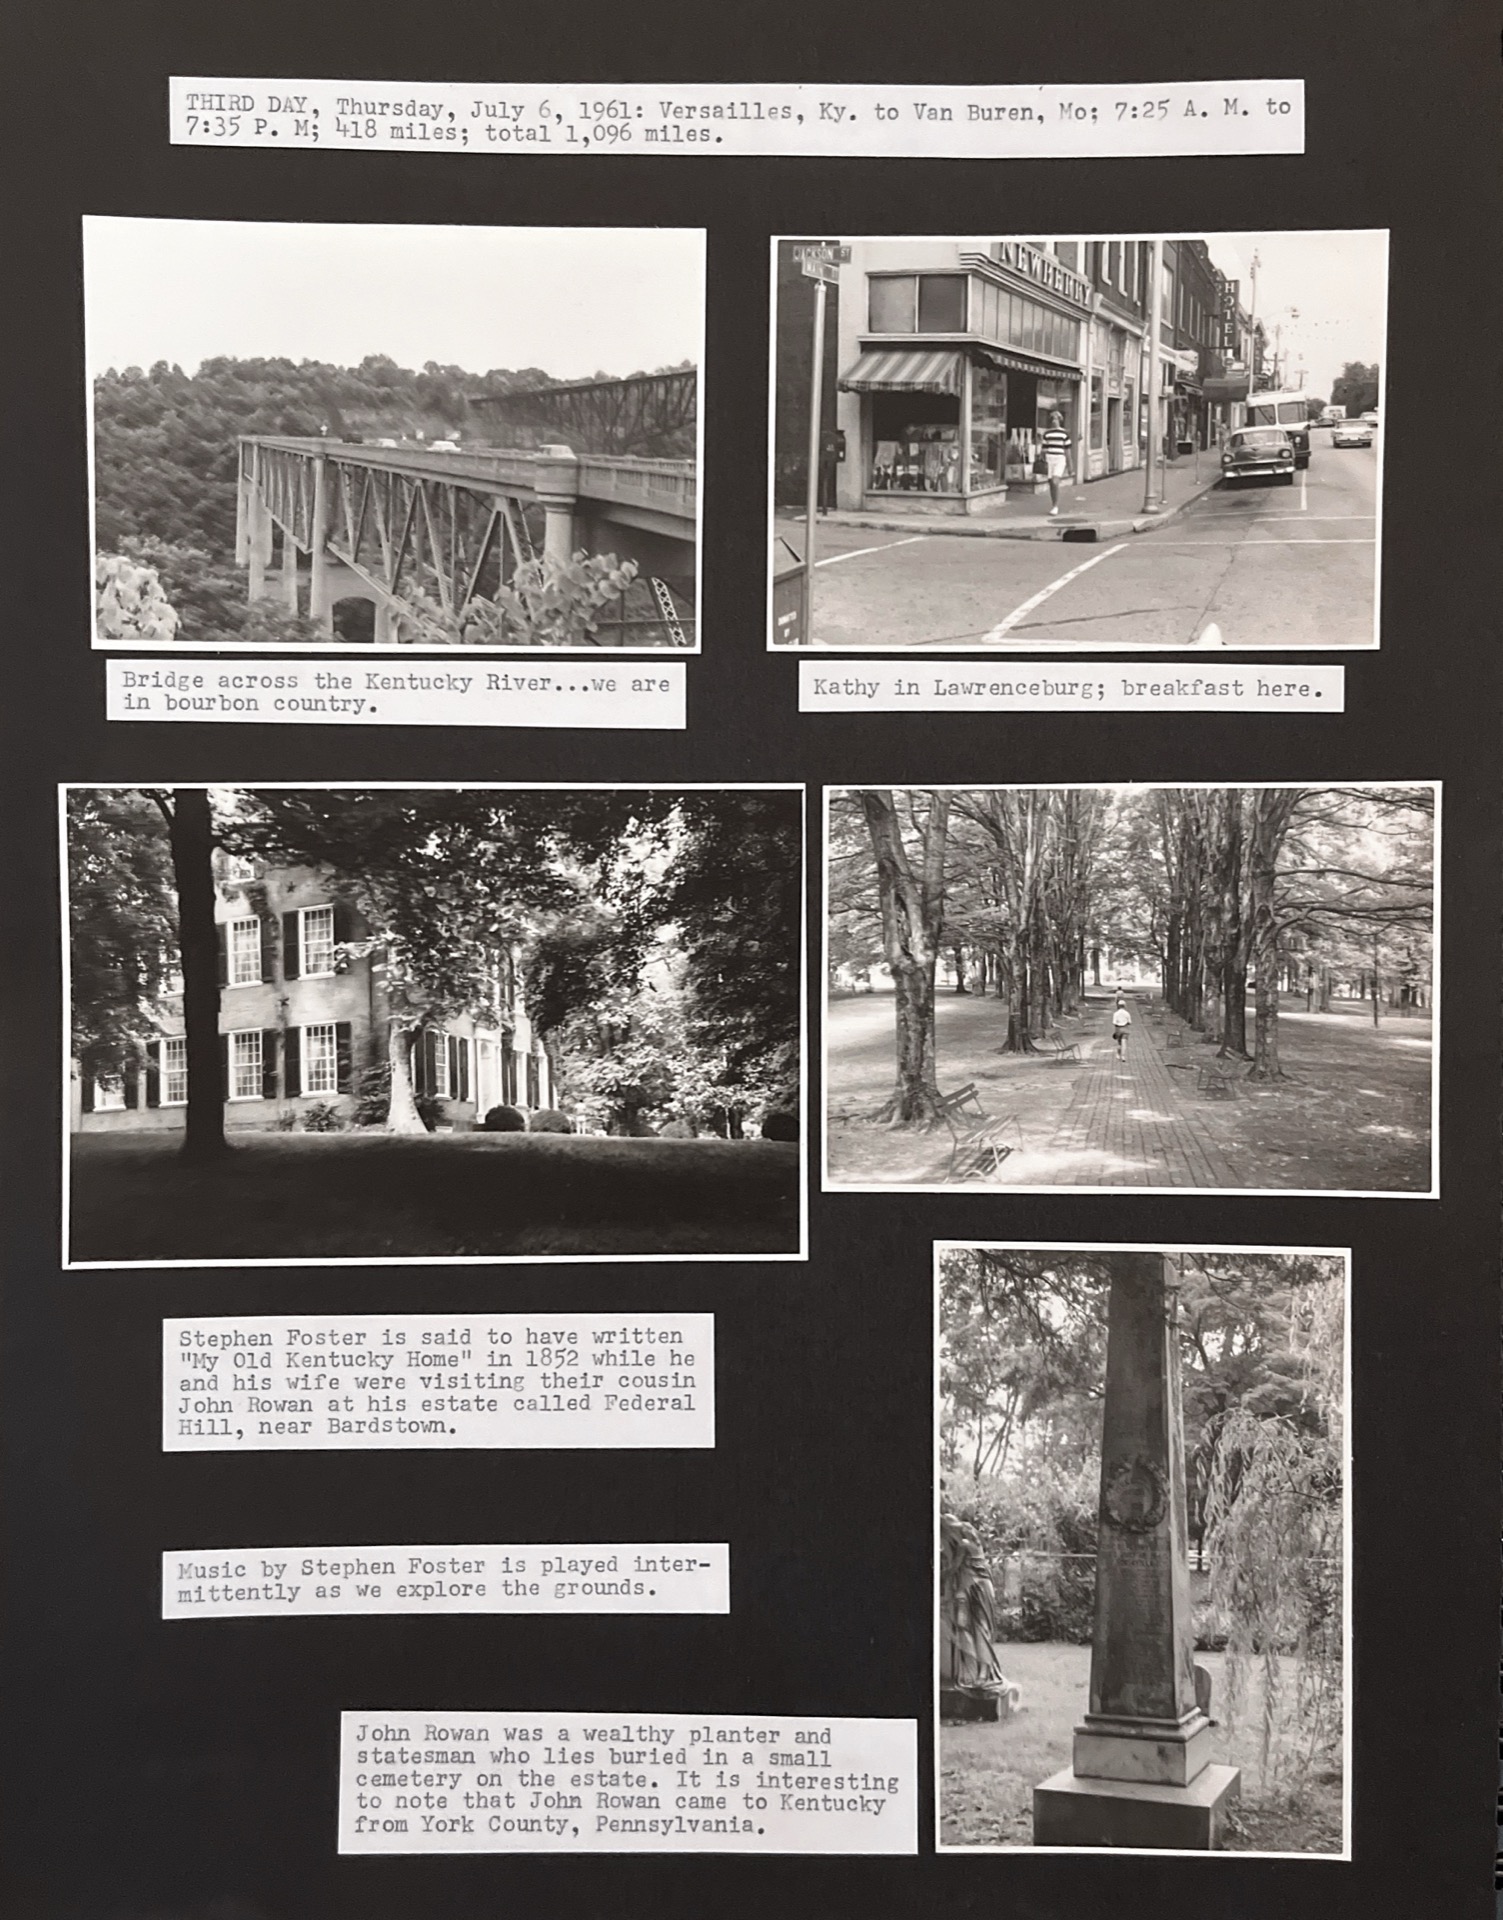 THIRD DAY, Thursday, July 6, 1961: Versailles, Ky. to Van Buren, Mo; 7:25 A. M. to
7:35 P. M; 418 miles; total 1,096 miles.
JACKSON ST
MAIN
NEWBERRY
HOTEL
Bridge across the Kentucky River...we are
in bourbon country.
Kathy in Lawrenceburg; breakfast here.
Stephen Foster is said to have written
"My Old Kentucky Home" in 1852 while he
and his wife were visiting their cousin
John Rowan at his estate called Federal
Hill, near Bardstown.
Music by Stephen Foster is played inter-
mittently as we explore the grounds.
John Rowan was a wealthy planter and
statesman who lies buried in a small
cemetery on the estate. It is interesting
to note that John Rowan came to Kentucky
from York County, Pennsylvania.